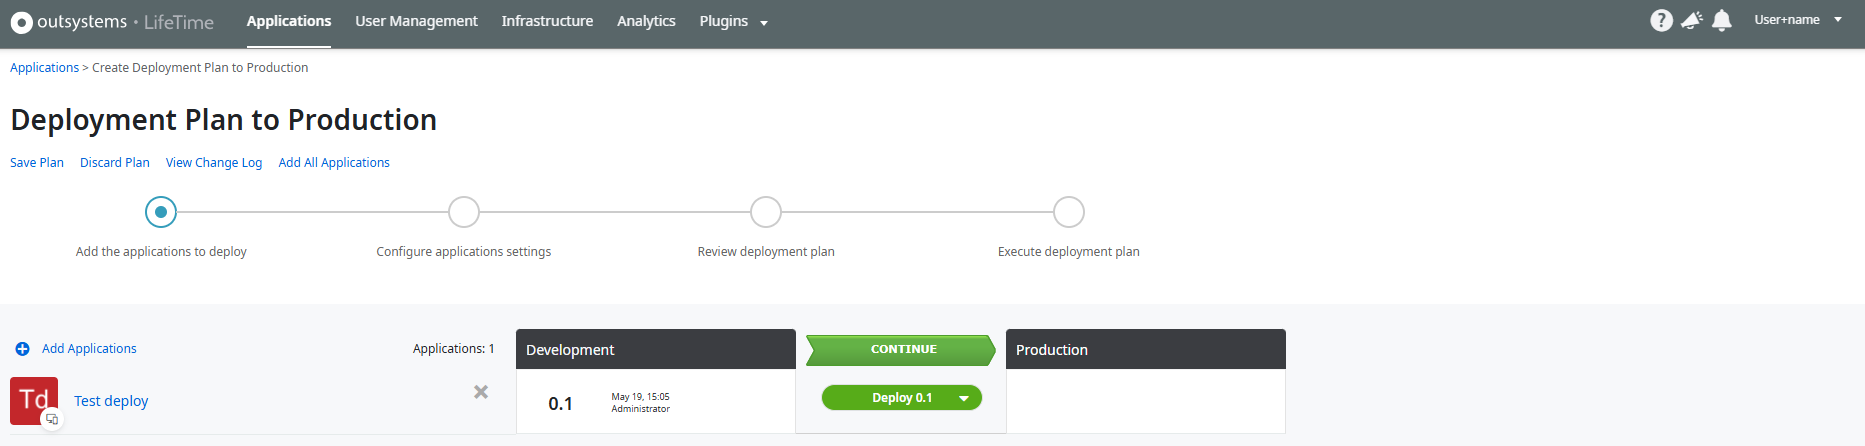 outsystems · LifeTime Applications User Management Infrastructure Analytics Plugins ? User+name
Applications > Create Deployment Plan to Production
Deployment Plan to Production
Save Plan Discard Plan View Change Log Add All Applications
Add the applications to deploy Configure applications settings Review deployment plan Execute deployment plan
Add Applications Applications: 1 Development CONTINUE Production
Td Test deploy 0.1 May 19, 15:05 Deploy 0.1
Administrator